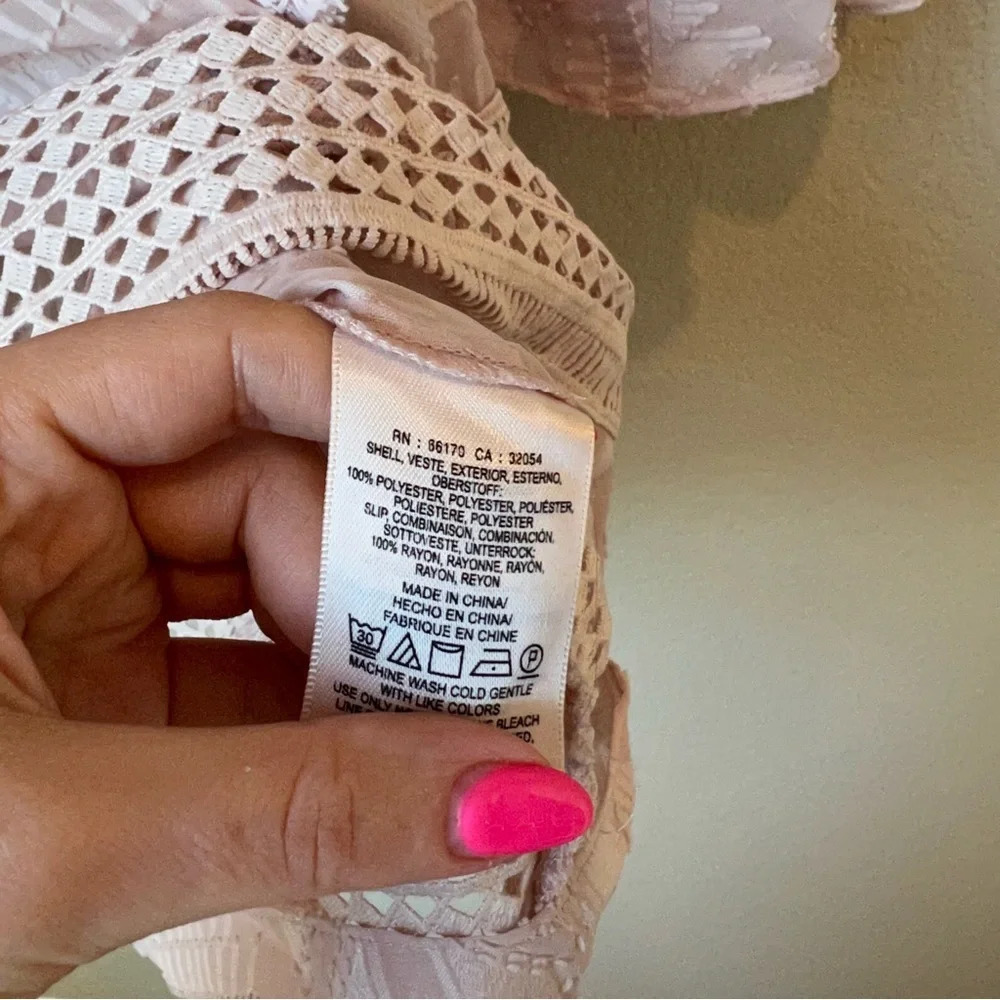 RN : 66170 CA : 32054
SHELL, VESTE, EXTERIOR, ESTERNO,
OBERSTOFF:
100% POLYESTER, POLYESTER, POLIÉSTER,
POLIESTERE, POLYESTER
SLIP, COMBINAISON, COMBINACIÓN,
SOTTOVESTE, UNTERROCK:
100% RAYON, RAYONNE, RAYÓN,
RAYON, REYON
MADE IN CHINA/
HECHO EN CHINA/
FABRIQUE EN CHINE
30 P
MACHINE WASH COLD GENTLE
WITH LIKE COLORS
USE ONLY BLEACH
LINE